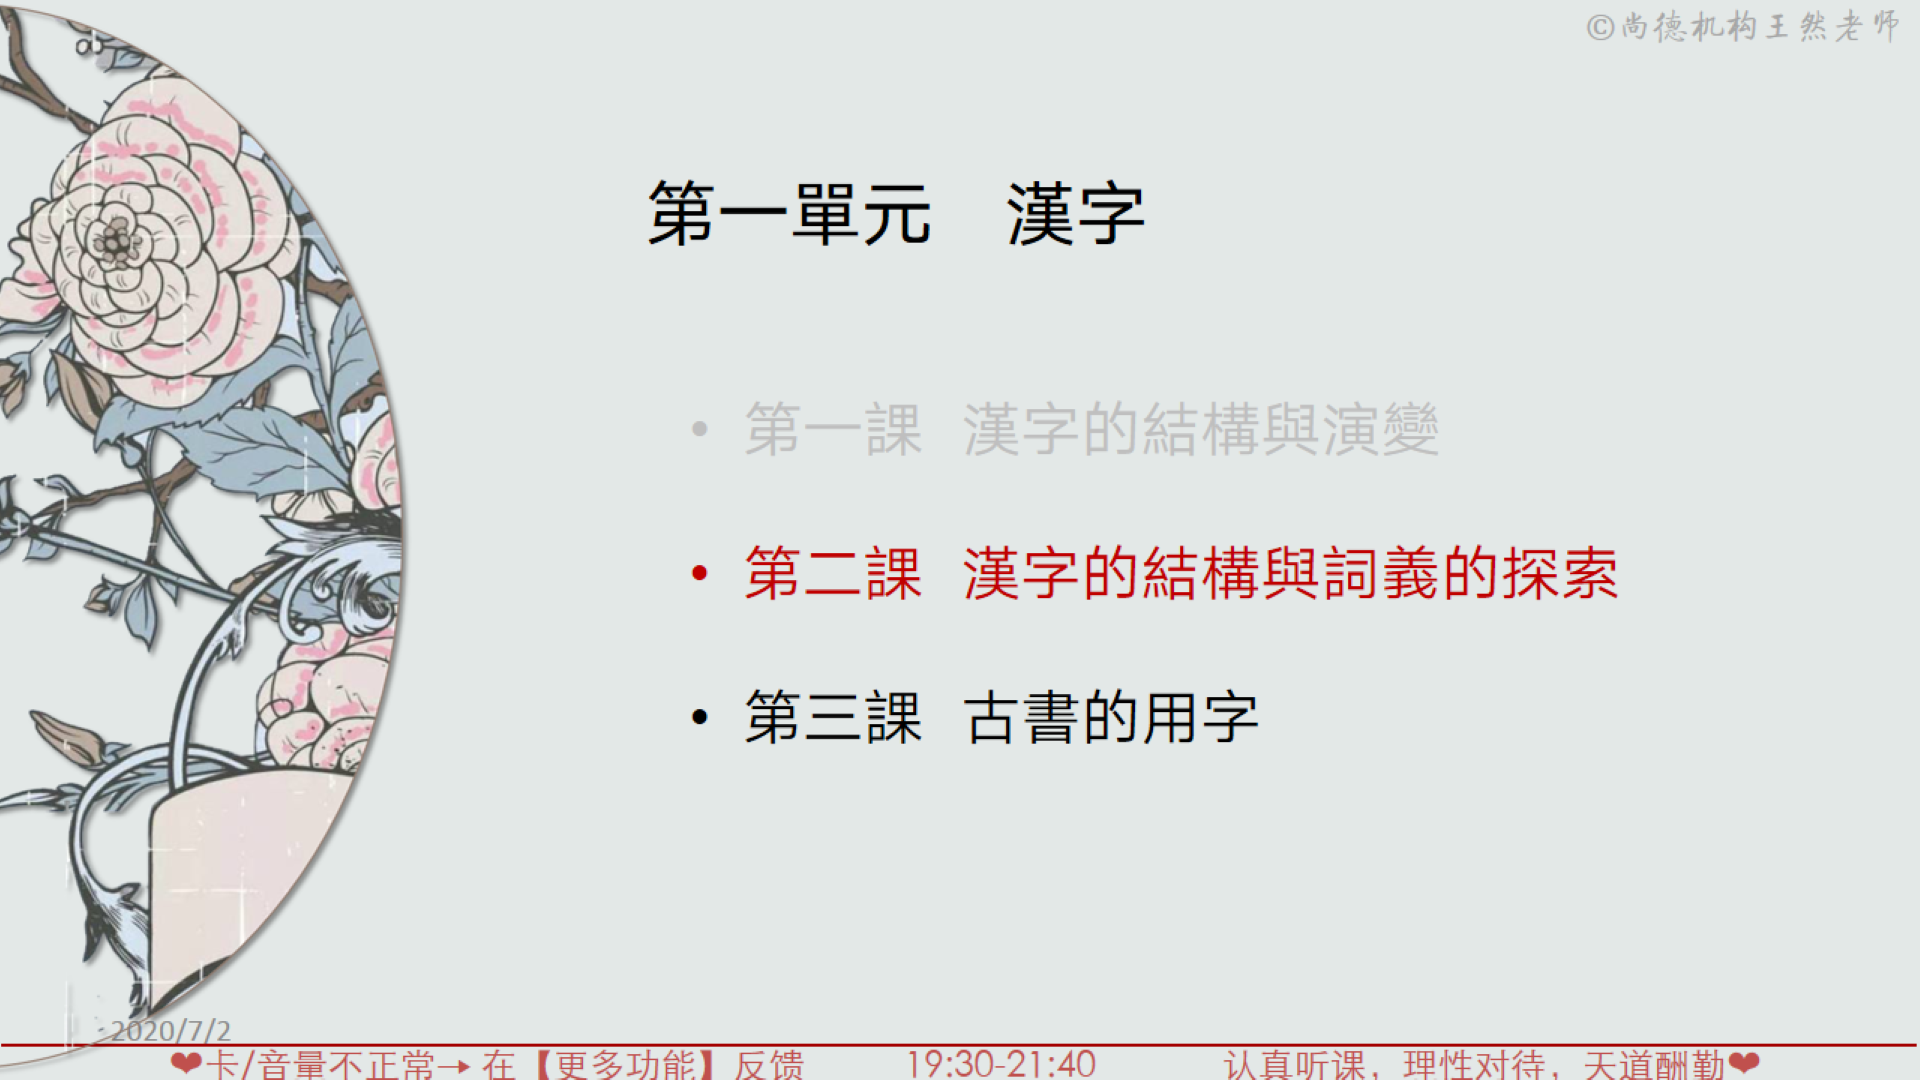 ©尚德机构王然老师
第一單元　漢字
• 第一課 漢字的結構與演變
• 第二課 漢字的結構與詞義的探索
• 第三課 古書的用字
2020/7/2
❤卡/音量不正常→ 在【更多功能】反馈 19:30-21:40 认真听课，理性对待，天道酬勤❤